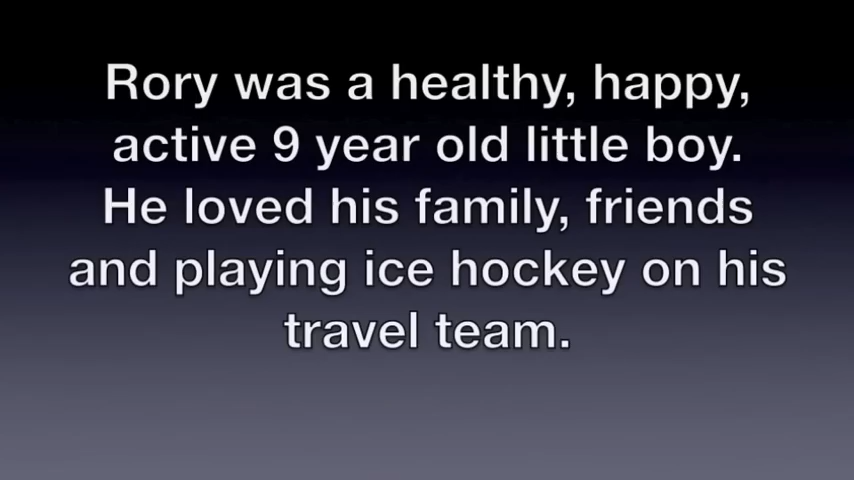 Rory was a healthy, happy,
active 9 year old little boy.
He loved his family, friends
and playing ice hockey on his
travel team.